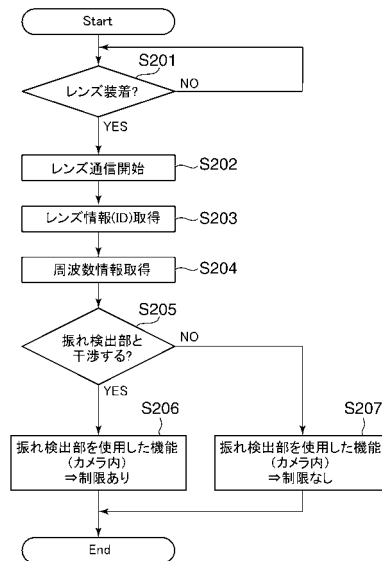 Start
S201
レンズ装着?
NO
YES
レンズ通信開始
S202
レンズ情報(ID)取得
S203
周波数情報取得
S204
S205
振れ検出部と
干渉する?
NO
YES
S206
振れ検出部を使用した機能
(カメラ内)
⇒制限あり
S207
振れ検出部を使用した機能
(カメラ内)
⇒制限なし
End